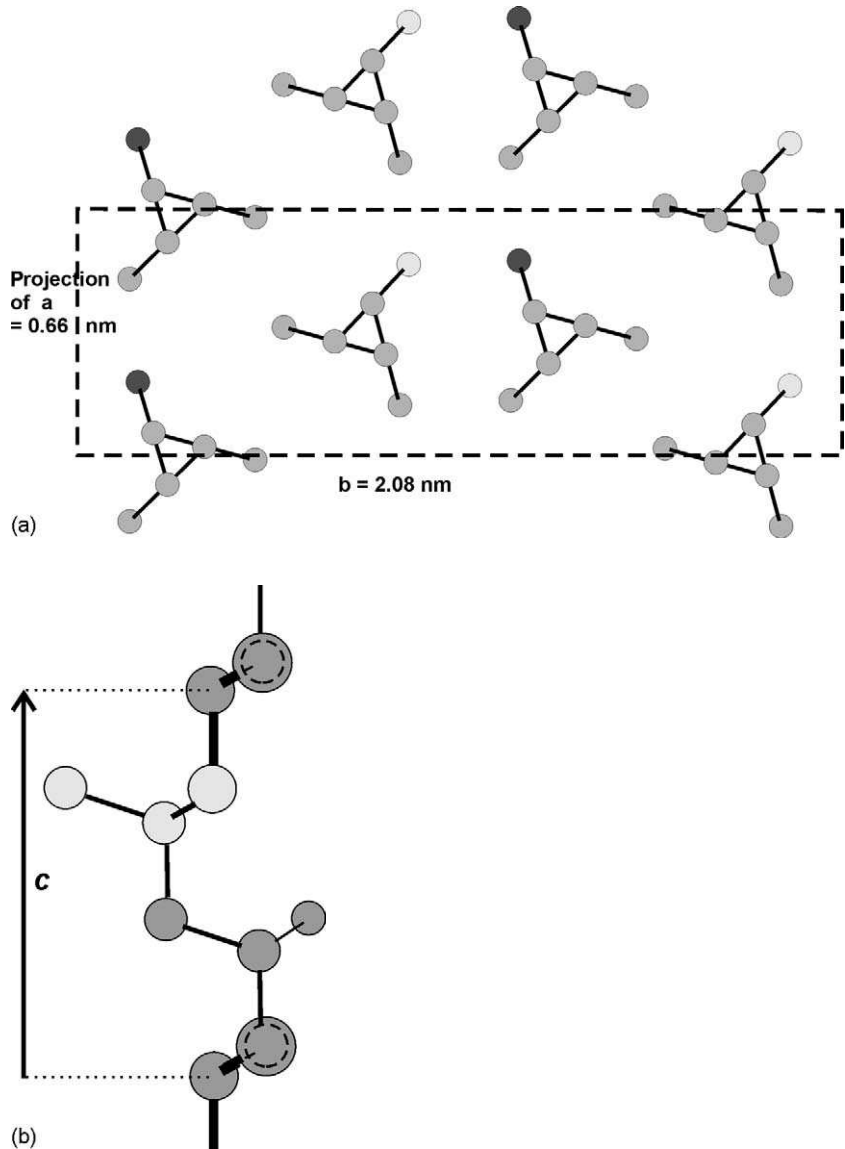 Projection
of a
= 0.66 nm
b = 2.08 nm
(a)
c
(b)